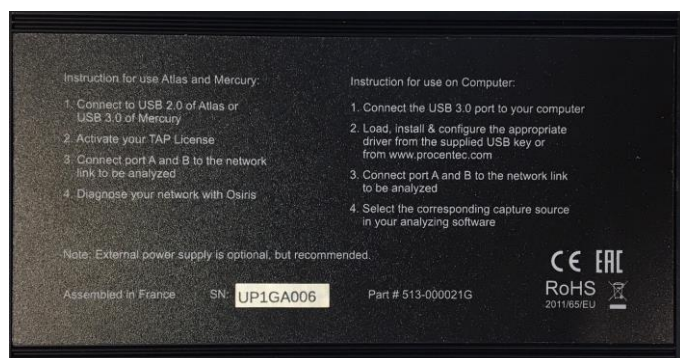 Instruction for use Atlas and Mercury:
1. Connect to USB 2.0 of Atlas or
USB 3.0 of Mercury
2. Activate your TAP License
3. Connect port A and B to the network
link to be analyzed
4. Diagnose your network with Osiris
Instruction for use on Computer:
1. Connect the USB 3.0 port to your computer
2. Load, install & configure the appropriate
driver from the supplied USB key or
from www.procentec.com
3. Connect port A and B to the network link
to be analyzed
4. Select the corresponding capture source
in your analyzing software
Note: External power supply is optional, but recommended.
Assembled in France SN: UP1GA006 Part # 513-000021G
CE EAC
RoHS
2011/65/EU